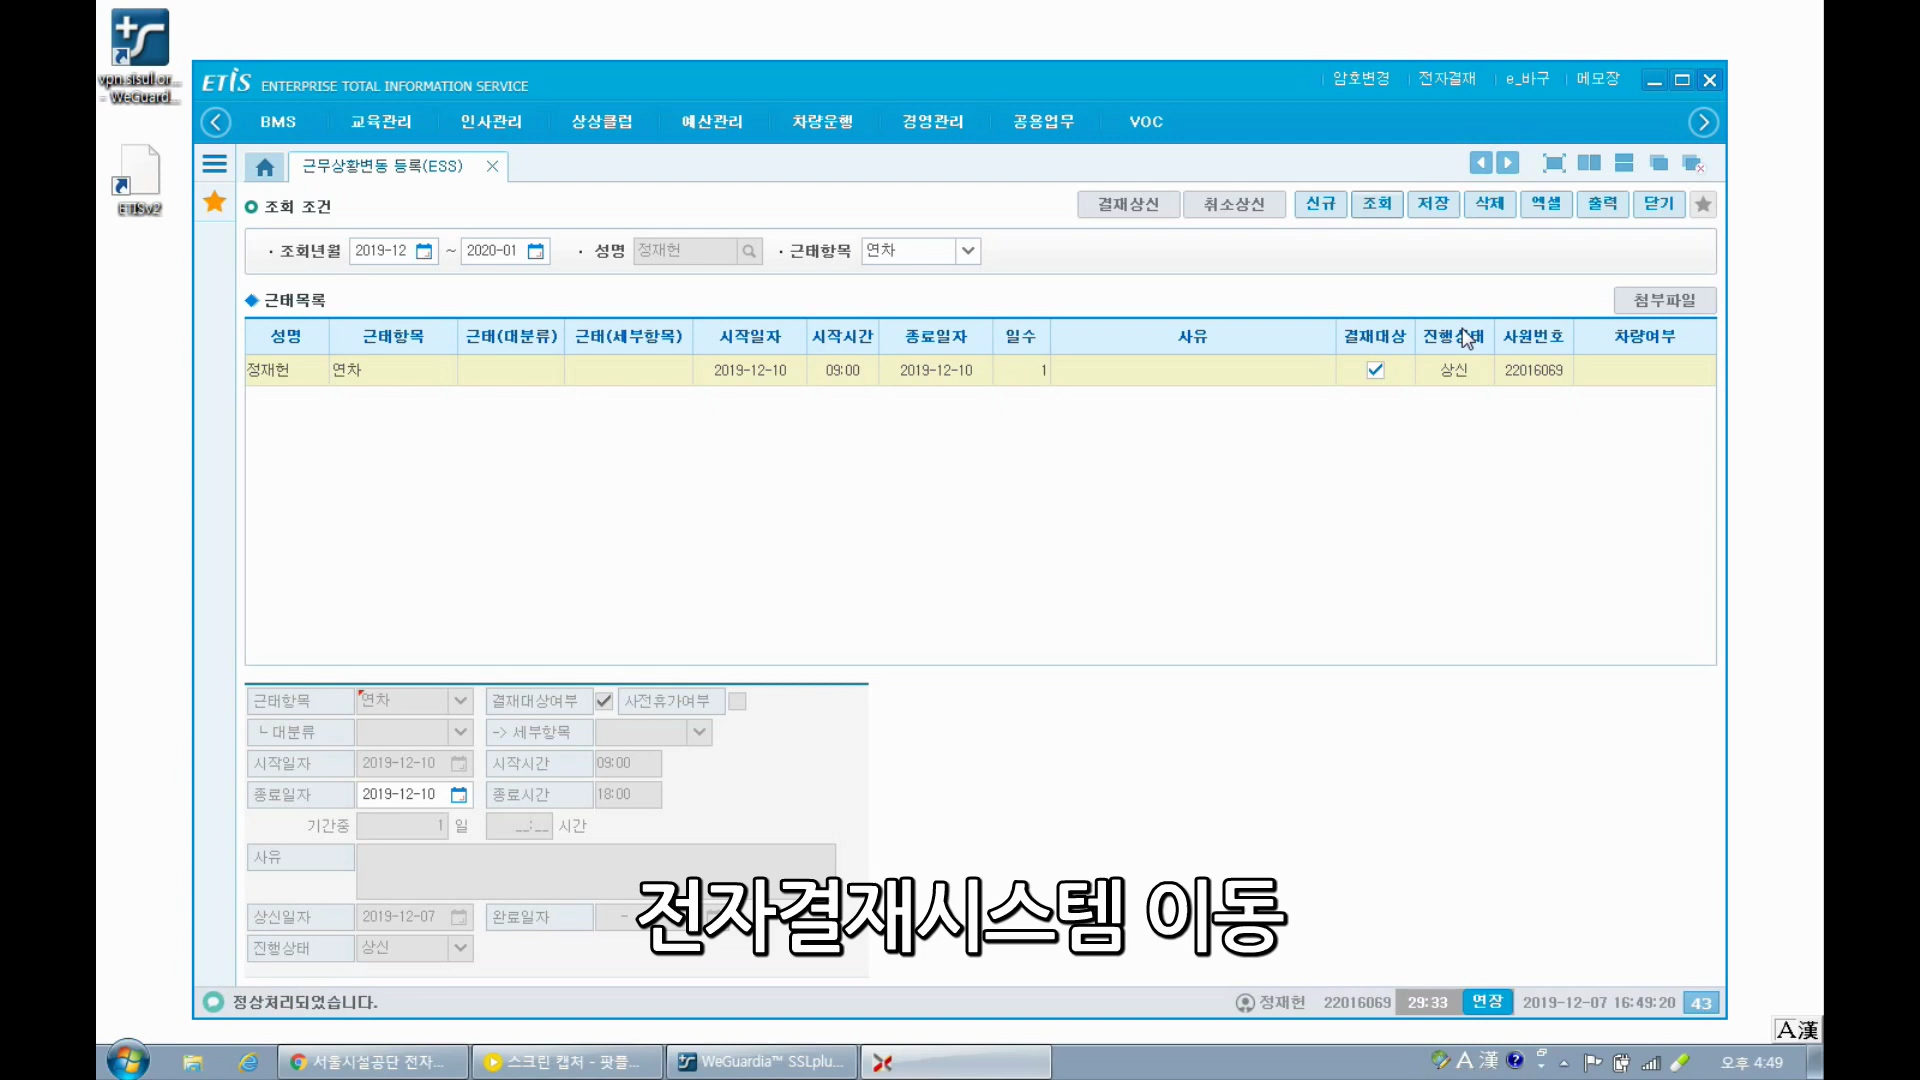 vpn.sisul.or...
- WeGuard...
ETISv2
ETIS ENTERPRISE TOTAL INFORMATION SERVICE
암호변경 전자결재 e_바구 메모장
BMS 교육관리 인사관리 상상클럽 예산관리 차량운행 경영관리 공용업무 VOC
근무상황변동 등록(ESS)
조회 조건
결재상신 취소상신 신규 조회 저장 삭제 엑셀 출력 닫기
· 조회년월 2019-12 ~ 2020-01 · 성명 정재헌 · 근태항목 연차
근태목록 첨부파일
성명 근태항목 근태(대분류) 근태(세부항목) 시작일자 시작시간 종료일자 일수 사유 결재대상 진행상태 사원번호 차량여부
정재헌 연차 2019-12-10 09:00 2019-12-10 1 상신 22016069
근태항목 연차 결재대상여부 사전휴가여부
└ 대분류 -> 세부항목
시작일자 2019-12-10 시작시간 09:00
종료일자 2019-12-10 종료시간 18:00
기간중 1 일 __:__ 시간
사유
상신일자 2019-12-07 완료일자 -
진행상태 상신
전자결재시스템 이동
정상처리되었습니다. 정재헌 22016069 29:33 연장 2019-12-07 16:49:20 43
A漢
서울시설공단 전자... 스크린 캡처 - 팟플... WeGuardia™ SSLplu... A 漢 오후 4:49